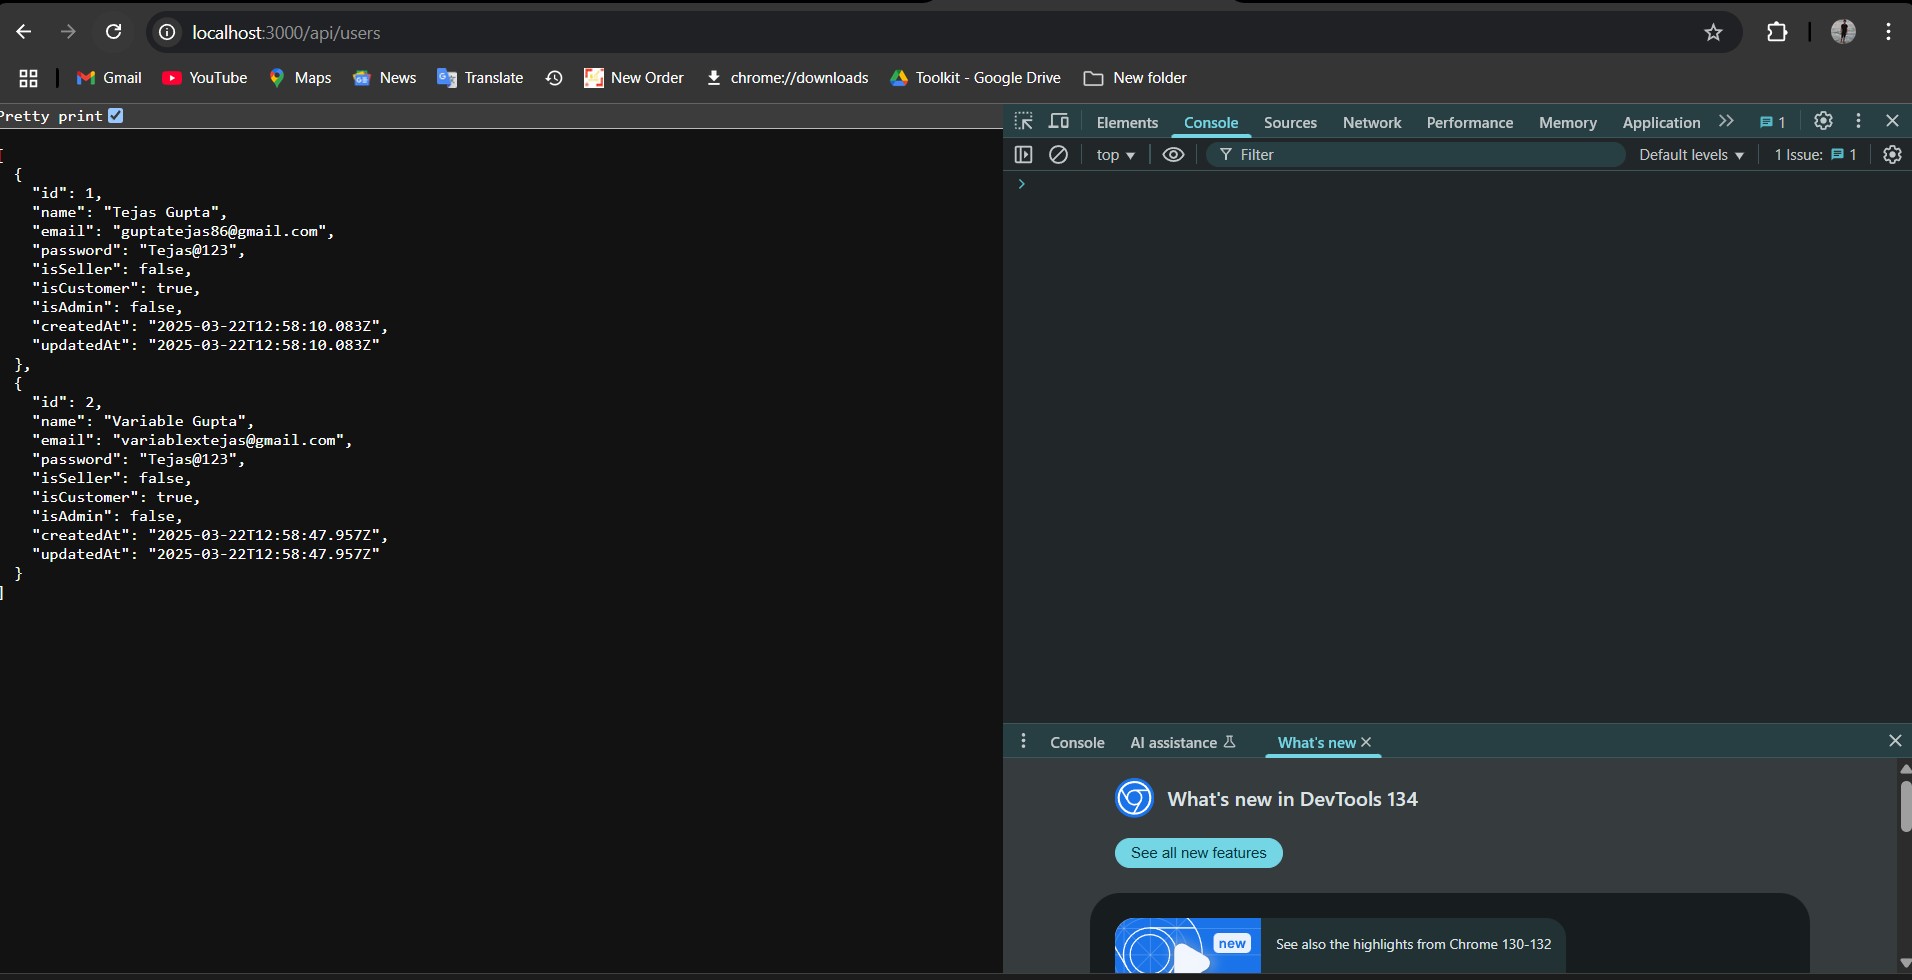 localhost:3000/api/users
Gmail YouTube Maps News Translate New Order chrome://downloads Toolkit - Google Drive New folder
Pretty print
[
{
"id": 1,
"name": "Tejas Gupta",
"email": "guptatejas86@gmail.com",
"password": "Tejas@123",
"isSeller": false,
"isCustomer": true,
"isAdmin": false,
"createdAt": "2025-03-22T12:58:10.083Z",
"updatedAt": "2025-03-22T12:58:10.083Z"
},
{
"id": 2,
"name": "Variable Gupta",
"email": "variablextejas@gmail.com",
"password": "Tejas@123",
"isSeller": false,
"isCustomer": true,
"isAdmin": false,
"createdAt": "2025-03-22T12:58:47.957Z",
"updatedAt": "2025-03-22T12:58:47.957Z"
}
]
Elements Console Sources Network Performance Memory Application 1
top Filter Default levels 1 Issue: 1
Console AI assistance What's new
What's new in DevTools 134
See all new features
new
See also the highlights from Chrome 130-132